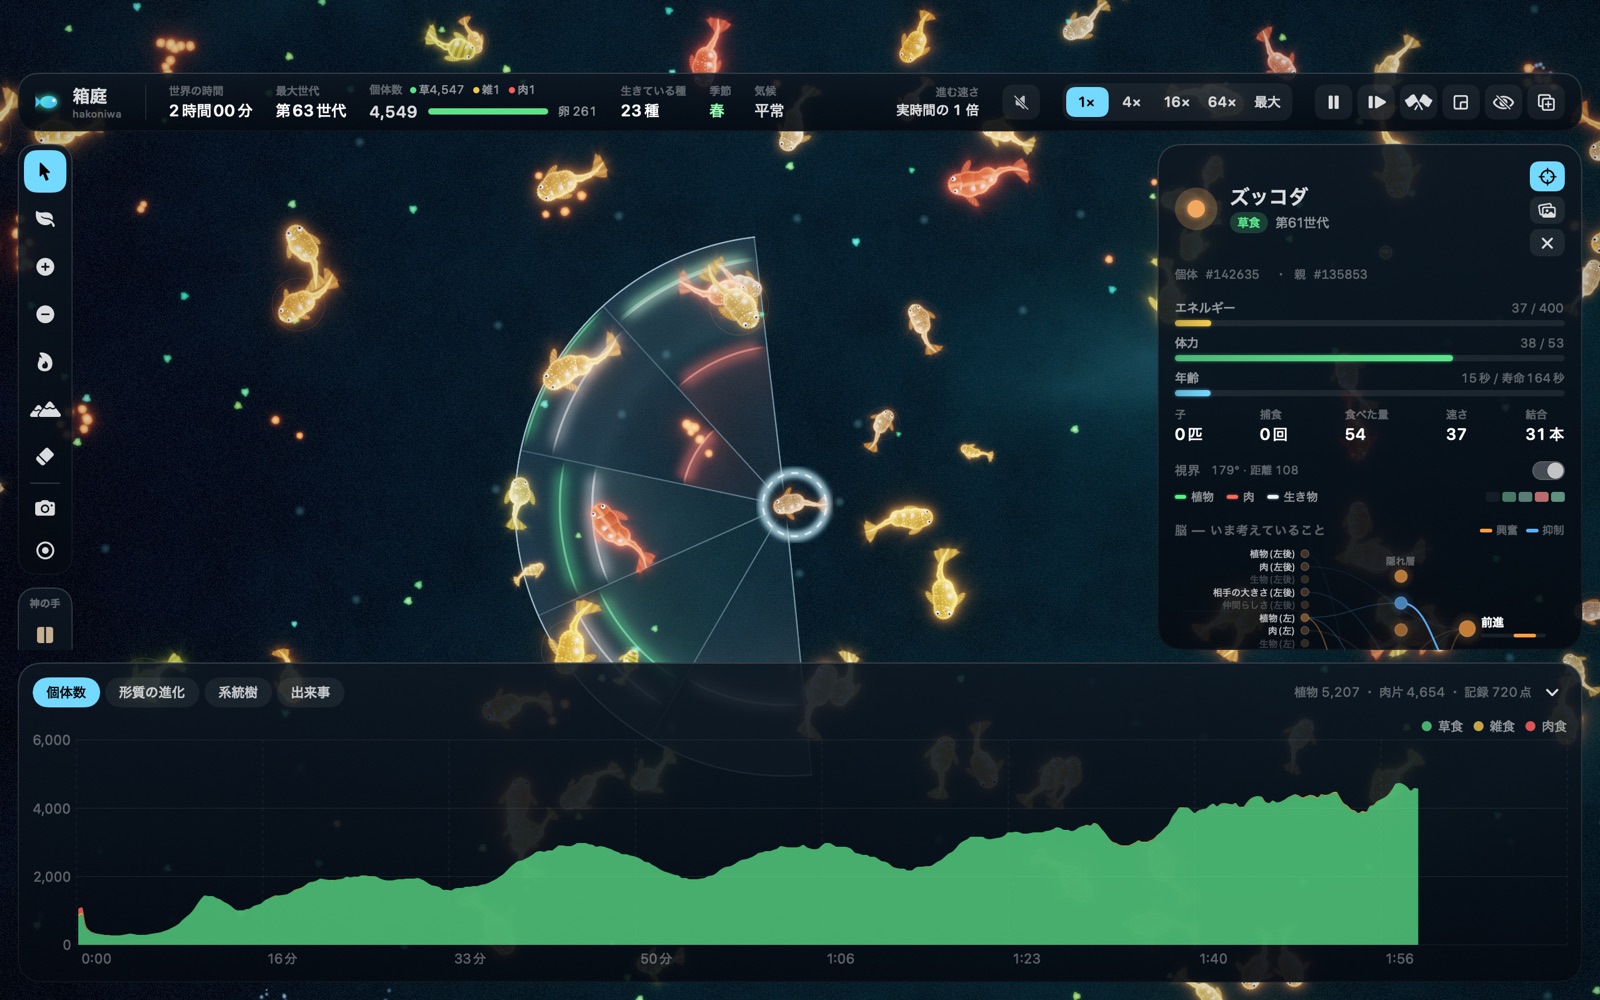 箱庭
hakoniwa
世界の時間
2時間00分
最大世代
第63世代
個体数 草4,547 雑1 肉1
4,549 卵 261
生きている種
23種
季節
春
気候
平常
進む速さ
実時間の 1 倍
1× 4× 16× 64× 最大
神の手
ズッコダ
草食 第61世代
個体 #142635 ・ 親 #135853
エネルギー 37 / 400
体力 38 / 53
年齢 15秒 / 寿命164秒
子 捕食 食べた量 速さ 結合
0匹 0回 54 37 31本
視界 179°・距離 108
植物 肉 生き物
脳 — いま考えていること 興奮 抑制
植物(左後)
肉(左後)
生物(左後)
相手の大きさ(左後)
仲間らしさ(左後)
植物(左)
肉(左)
生物(左)
隠れ層
前進
個体数 形質の進化 系統樹 出来事
植物 5,207 ・ 肉片 4,654 ・ 記録 720点
草食 雑食 肉食
6,000
4,000
2,000
0
0:00 16分 33分 50分 1:06 1:23 1:40 1:56